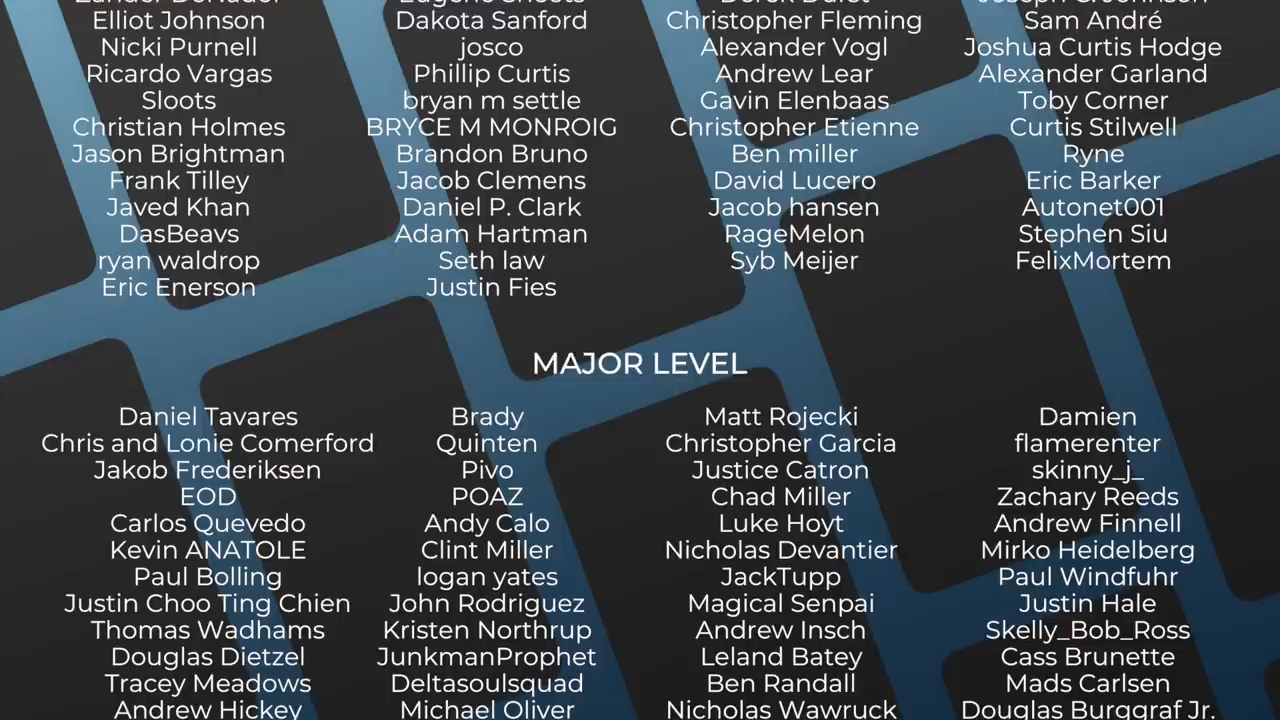 Elliot Johnson
Nicki Purnell
Ricardo Vargas
Sloots
Christian Holmes
Jason Brightman
Frank Tilley
Javed Khan
DasBeavs
ryan waldrop
Eric Enerson
Dakota Sanford
josco
Phillip Curtis
bryan m settle
BRYCE M MONROIG
Brandon Bruno
Jacob Clemens
Daniel P. Clark
Adam Hartman
Seth law
Justin Fies
Christopher Fleming
Alexander Vogl
Andrew Lear
Gavin Elenbaas
Christopher Etienne
Ben miller
David Lucero
Jacob hansen
RageMelon
Syb Meijer
Sam André
Joshua Curtis Hodge
Alexander Garland
Toby Corner
Curtis Stilwell
Ryne
Eric Barker
Autonet001
Stephen Siu
FelixMortem
MAJOR LEVEL
Daniel Tavares
Chris and Lonie Comerford
Jakob Frederiksen
EOD
Carlos Quevedo
Kevin ANATOLE
Paul Bolling
Justin Choo Ting Chien
Thomas Wadhams
Douglas Dietzel
Tracey Meadows
Andrew Hickey
Brady
Quinten
Pivo
POAZ
Andy Calo
Clint Miller
logan yates
John Rodriguez
Kristen Northrup
JunkmanProphet
Deltasoulsquad
Michael Oliver
Matt Rojecki
Christopher Garcia
Justice Catron
Chad Miller
Luke Hoyt
Nicholas Devantier
JackTupp
Magical Senpai
Andrew Insch
Leland Batey
Ben Randall
Nicholas Wawruck
Damien
flamerenter
skinny_j_
Zachary Reeds
Andrew Finnell
Mirko Heidelberg
Paul Windfuhr
Justin Hale
Skelly_Bob_Ross
Cass Brunette
Mads Carlsen
Douglas Burggraf Jr.